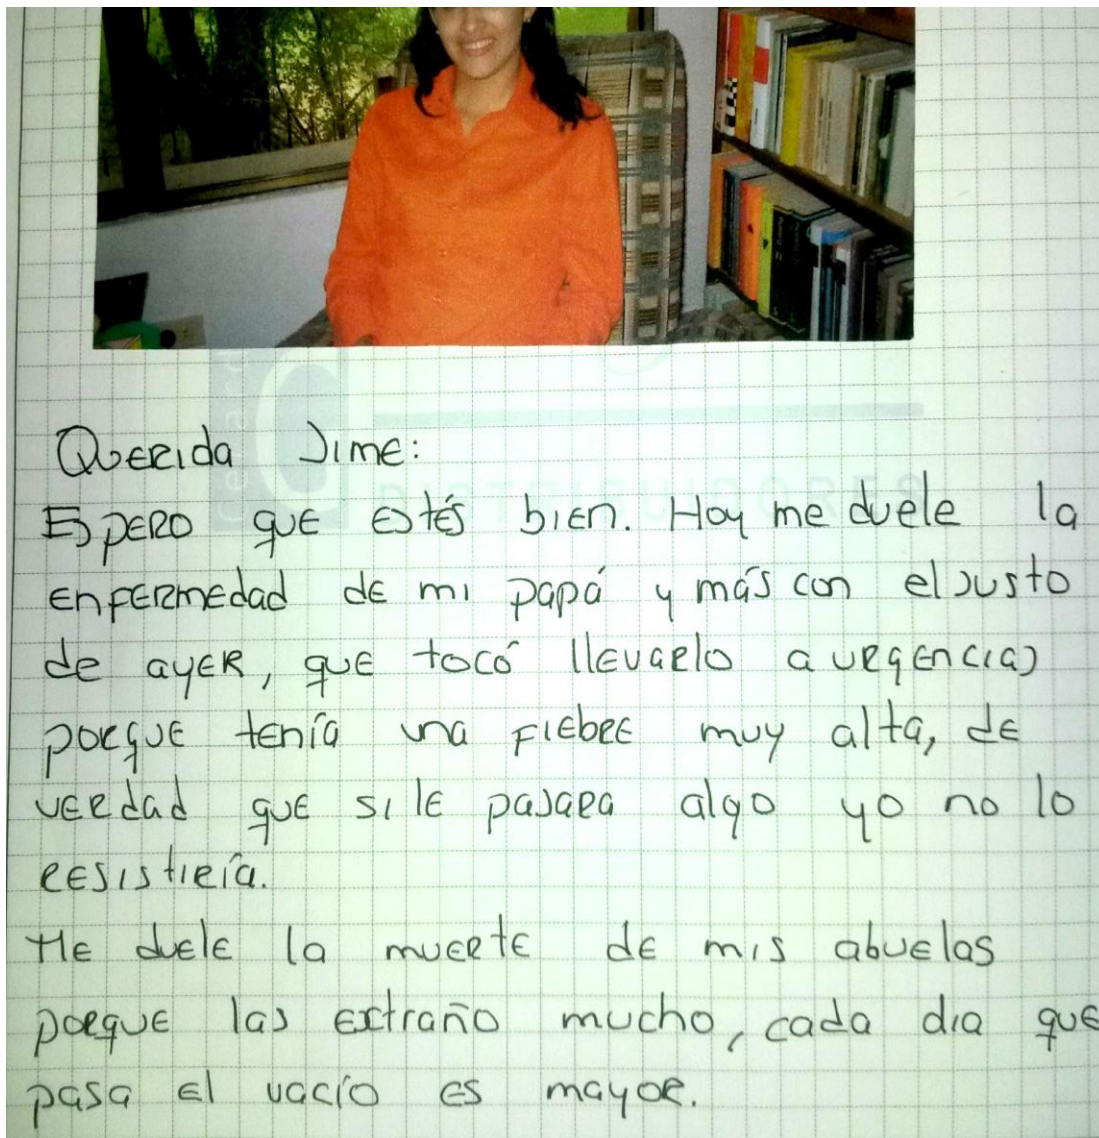 Querida Jime:
Espero que estés bien. Hoy me duele la
enfermedad de mi papá y más con el susto
de ayer, que tocó llevarlo a urgencias
porque tenía una fiebre muy alta, de
verdad que si le pasara algo yo no lo
resistiría.
Me duele la muerte de mis abuelas
porque las extraño mucho, cada dia que
pasa el vacío es mayor.
DISTRIBUIDORES